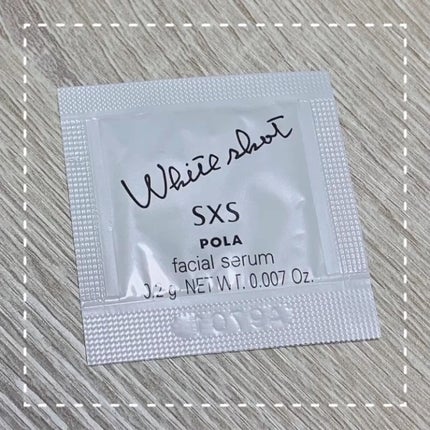 White shot
SXS
POLA
facial serum
0.2 g NET WT. 0.007 Oz.